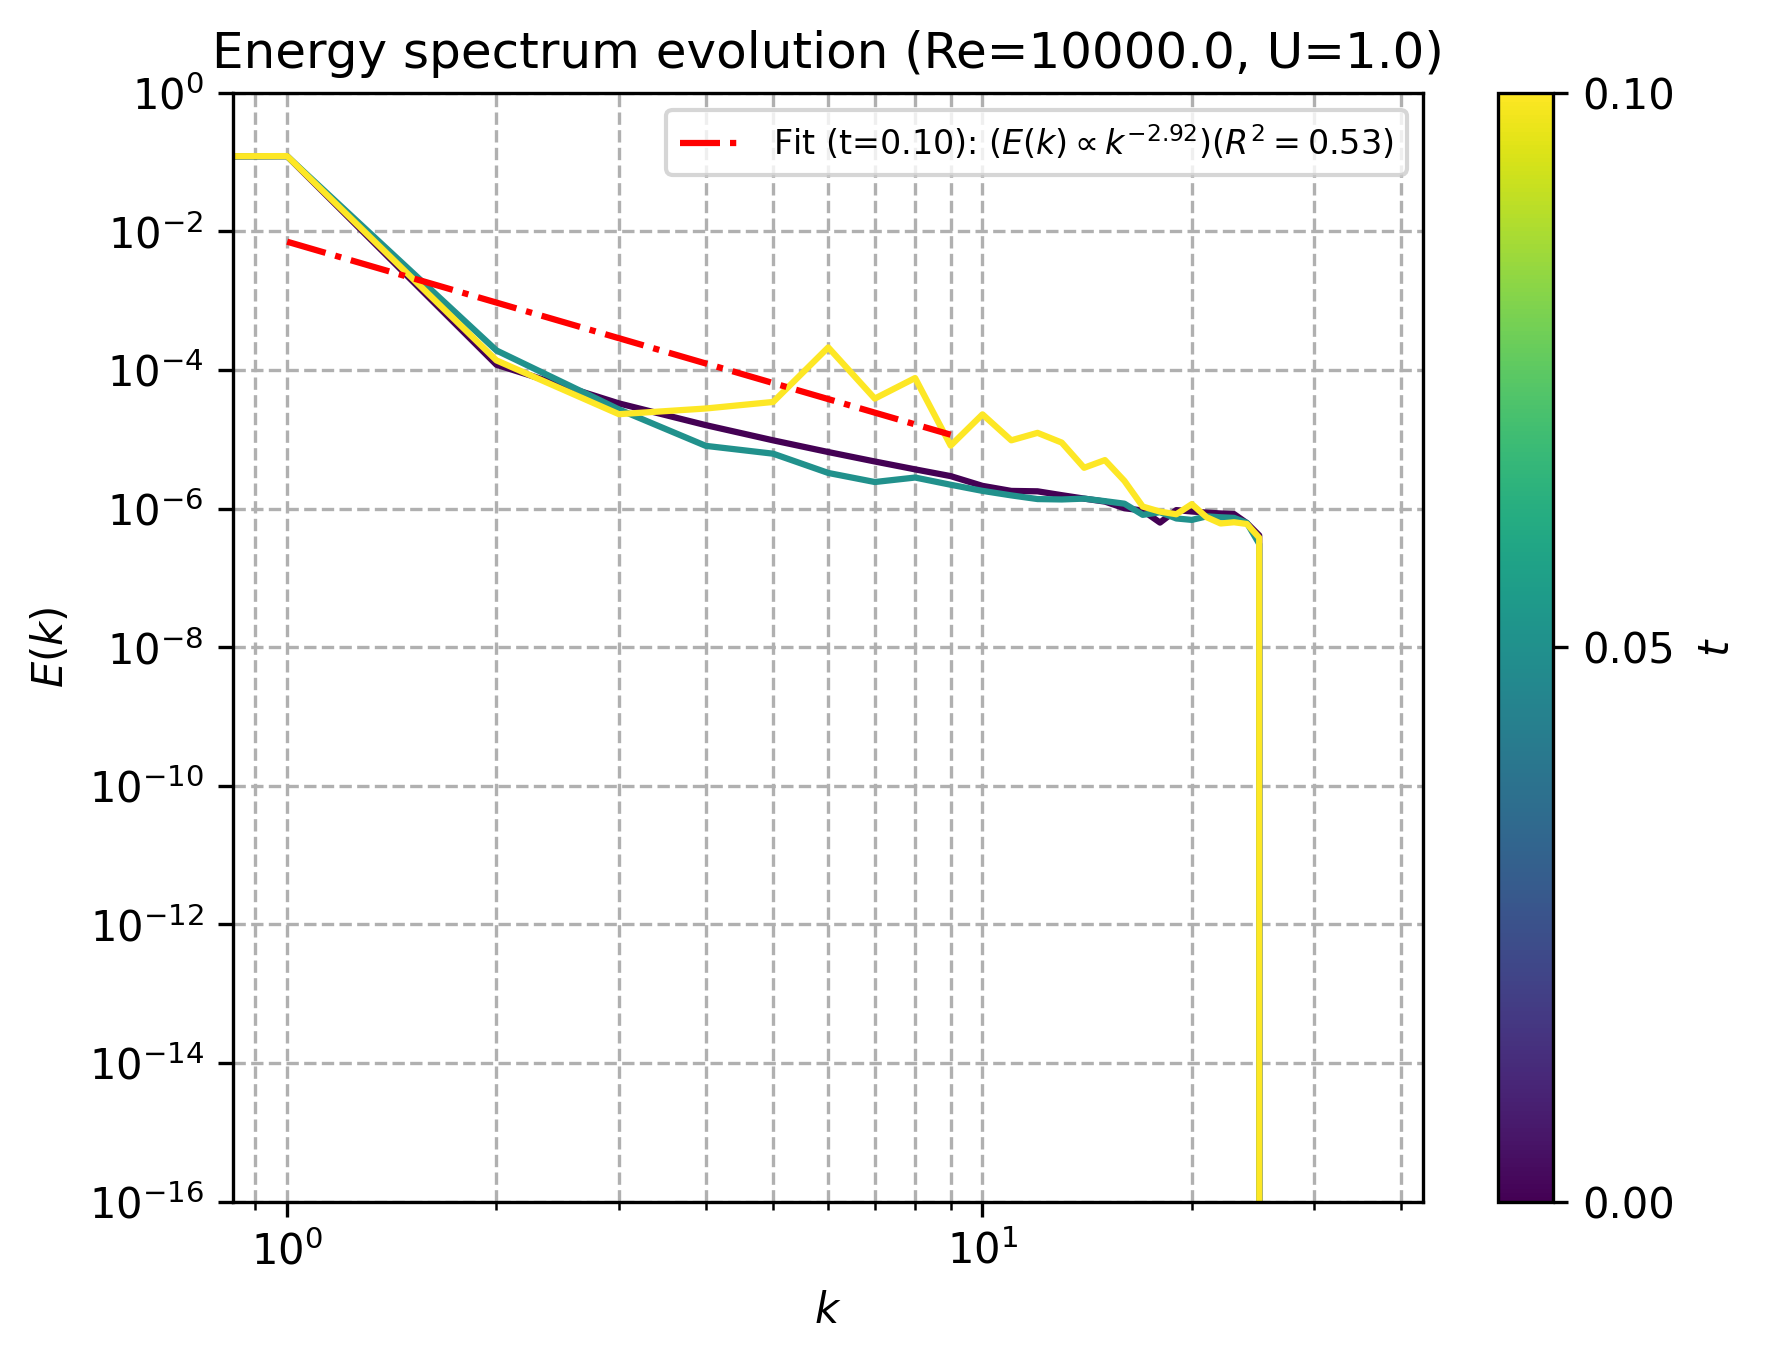 Energy spectrum evolution (Re=10000.0, U=1.0)
Fit (t=0.10): (E(k) ∝ k^{-2.92})(R^2 = 0.53)
E(k)
10^0
10^{-2}
10^{-4}
10^{-6}
10^{-8}
10^{-10}
10^{-12}
10^{-14}
10^{-16}
10^0
10^1
k
0.10
0.05
0.00
t